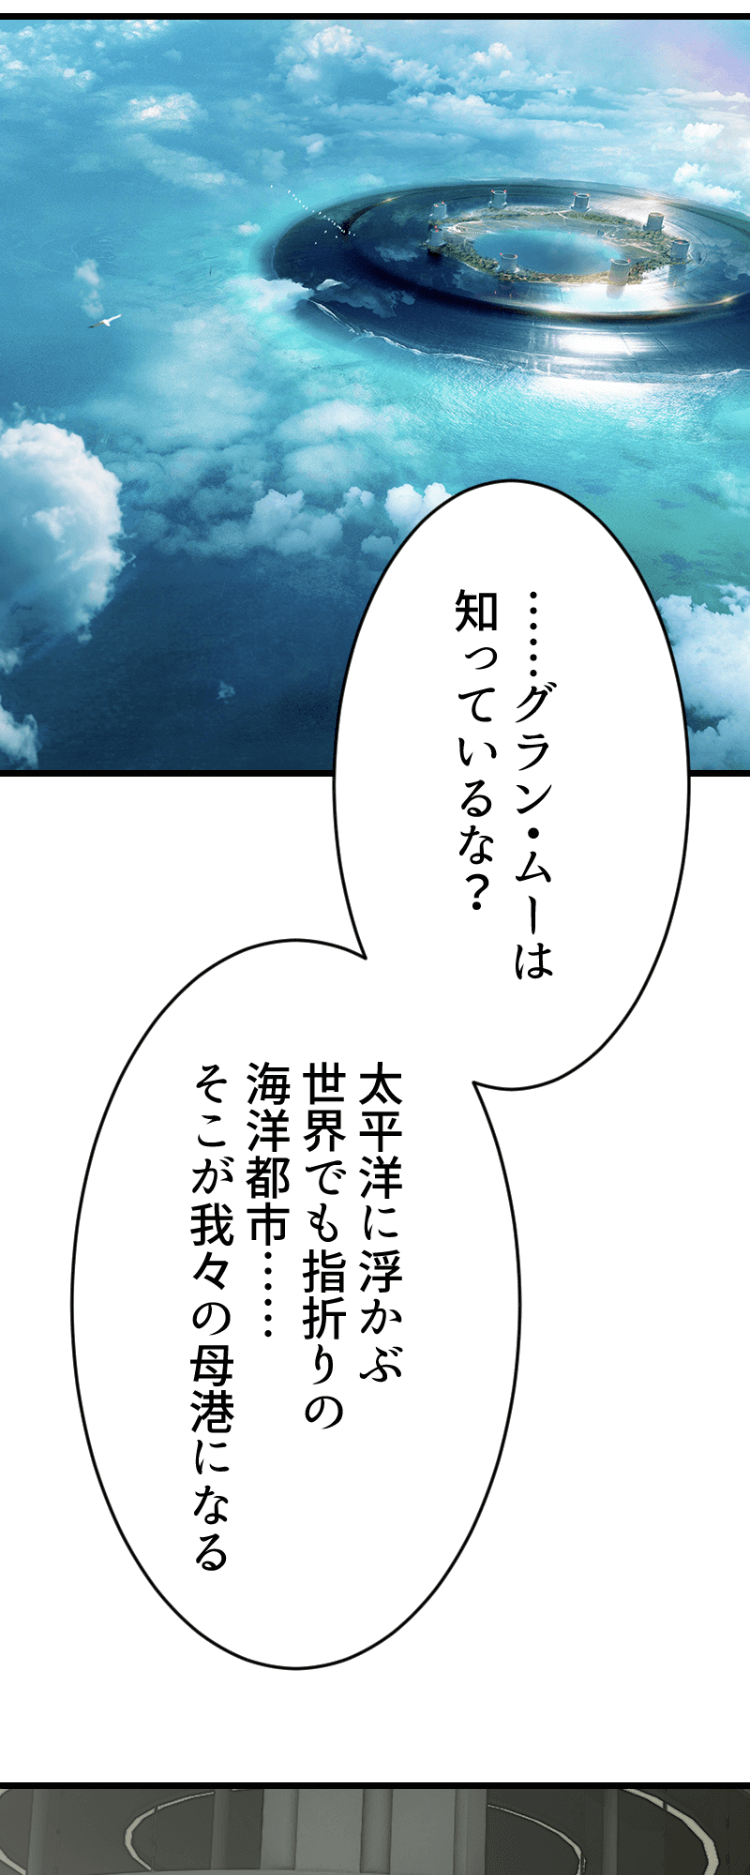 ……グラン・ムーは
知っているな？
太平洋に浮かぶ
世界でも指折りの
海洋都市……
そこが我々の母港になる